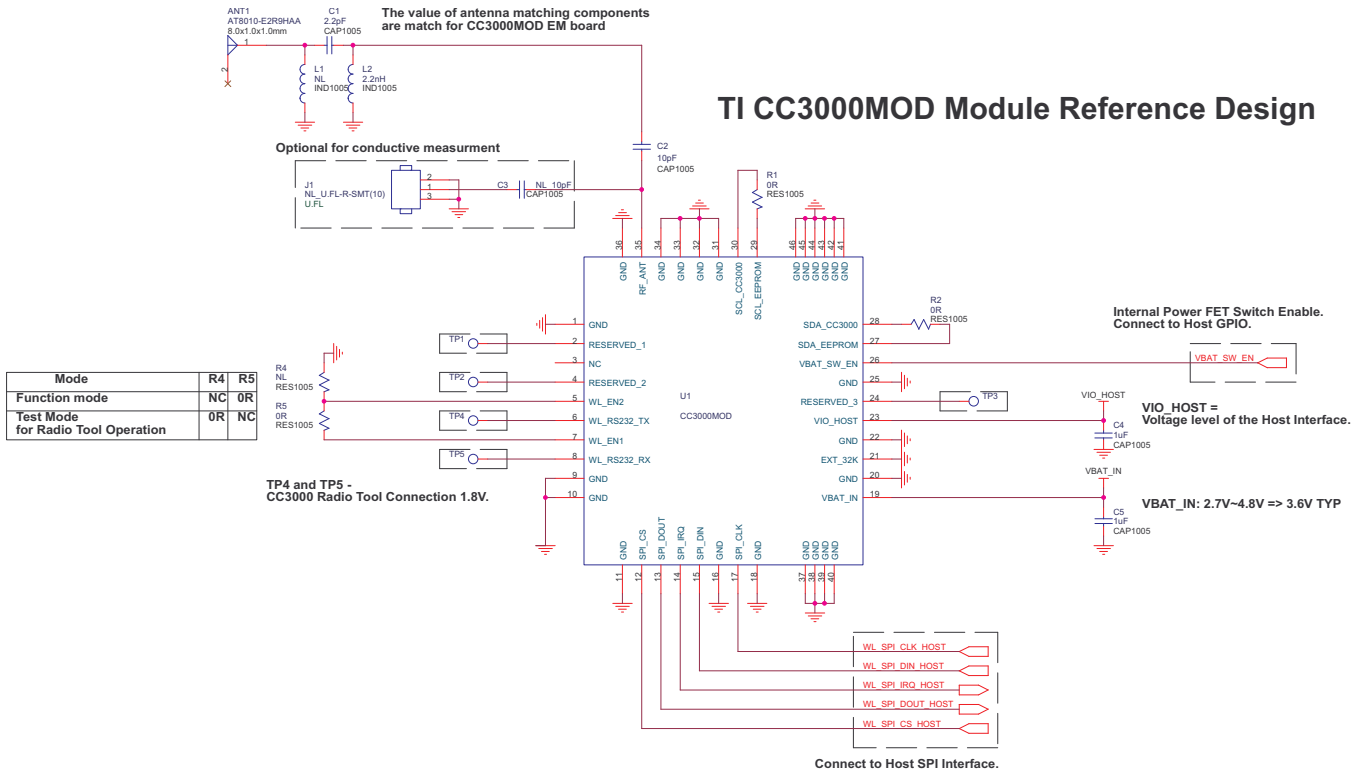 ANT1
AT8010-E2R9HAA
8.0x1.0x1.0mm
1
2
C1
2.2pF
CAP1005
The value of antenna matching components
are match for CC3000MOD EM board
L1
NL
IND1005
L2
2.2nH
IND1005
TI CC3000MOD Module Reference Design
Optional for conductive measurment
J1
NL_U.FL-R-SMT(10)
U.FL
2
1
3
C3
NL_10pF
CAP1005
C2
10pF
CAP1005
R1
0R
RES1005
36
35
34
33
32
31
30
29
46
45
44
43
42
41
GND
RF_ANT
GND
GND
GND
GND
SCL_CC3000
SCL_EEPROM
GND
GND
GND
GND
GND
GND
1
GND
TP1
2
RESERVED_1
3
NC
TP2
4
RESERVED_2
5
WL_EN2
TP4
6
WL_RS232_TX
7
WL_EN1
TP5
8
WL_RS232_RX
9
GND
10
GND
R4
NL
RES1005
R5
0R
RES1005
Mode R4 R5
Function mode NC 0R
Test Mode
for Radio Tool Operation 0R NC
TP4 and TP5 -
CC3000 Radio Tool Connection 1.8V.
U1
CC3000MOD
SDA_CC3000
28
R2
0R
RES1005
SDA_EEPROM
27
VBAT_SW_EN
26
GND
25
RESERVED_3
24
TP3
VIO_HOST
23
GND
22
EXT_32K
21
GND
20
VBAT_IN
19
Internal Power FET Switch Enable.
Connect to Host GPIO.
VBAT_SW_EN
VIO_HOST
C4
1uF
CAP1005
VIO_HOST =
Voltage level of the Host Interface.
VBAT_IN
C5
1uF
CAP1005
VBAT_IN: 2.7V~4.8V => 3.6V TYP
GND
SPI_CS
SPI_DOUT
SPI_IRQ
SPI_DIN
GND
SPI_CLK
GND
GND
GND
GND
GND
11
12
13
14
15
16
17
18
37
38
39
40
WL_SPI_CLK_HOST
WL_SPI_DIN_HOST
WL_SPI_IRQ_HOST
WL_SPI_DOUT_HOST
WL_SPI_CS_HOST
Connect to Host SPI Interface.